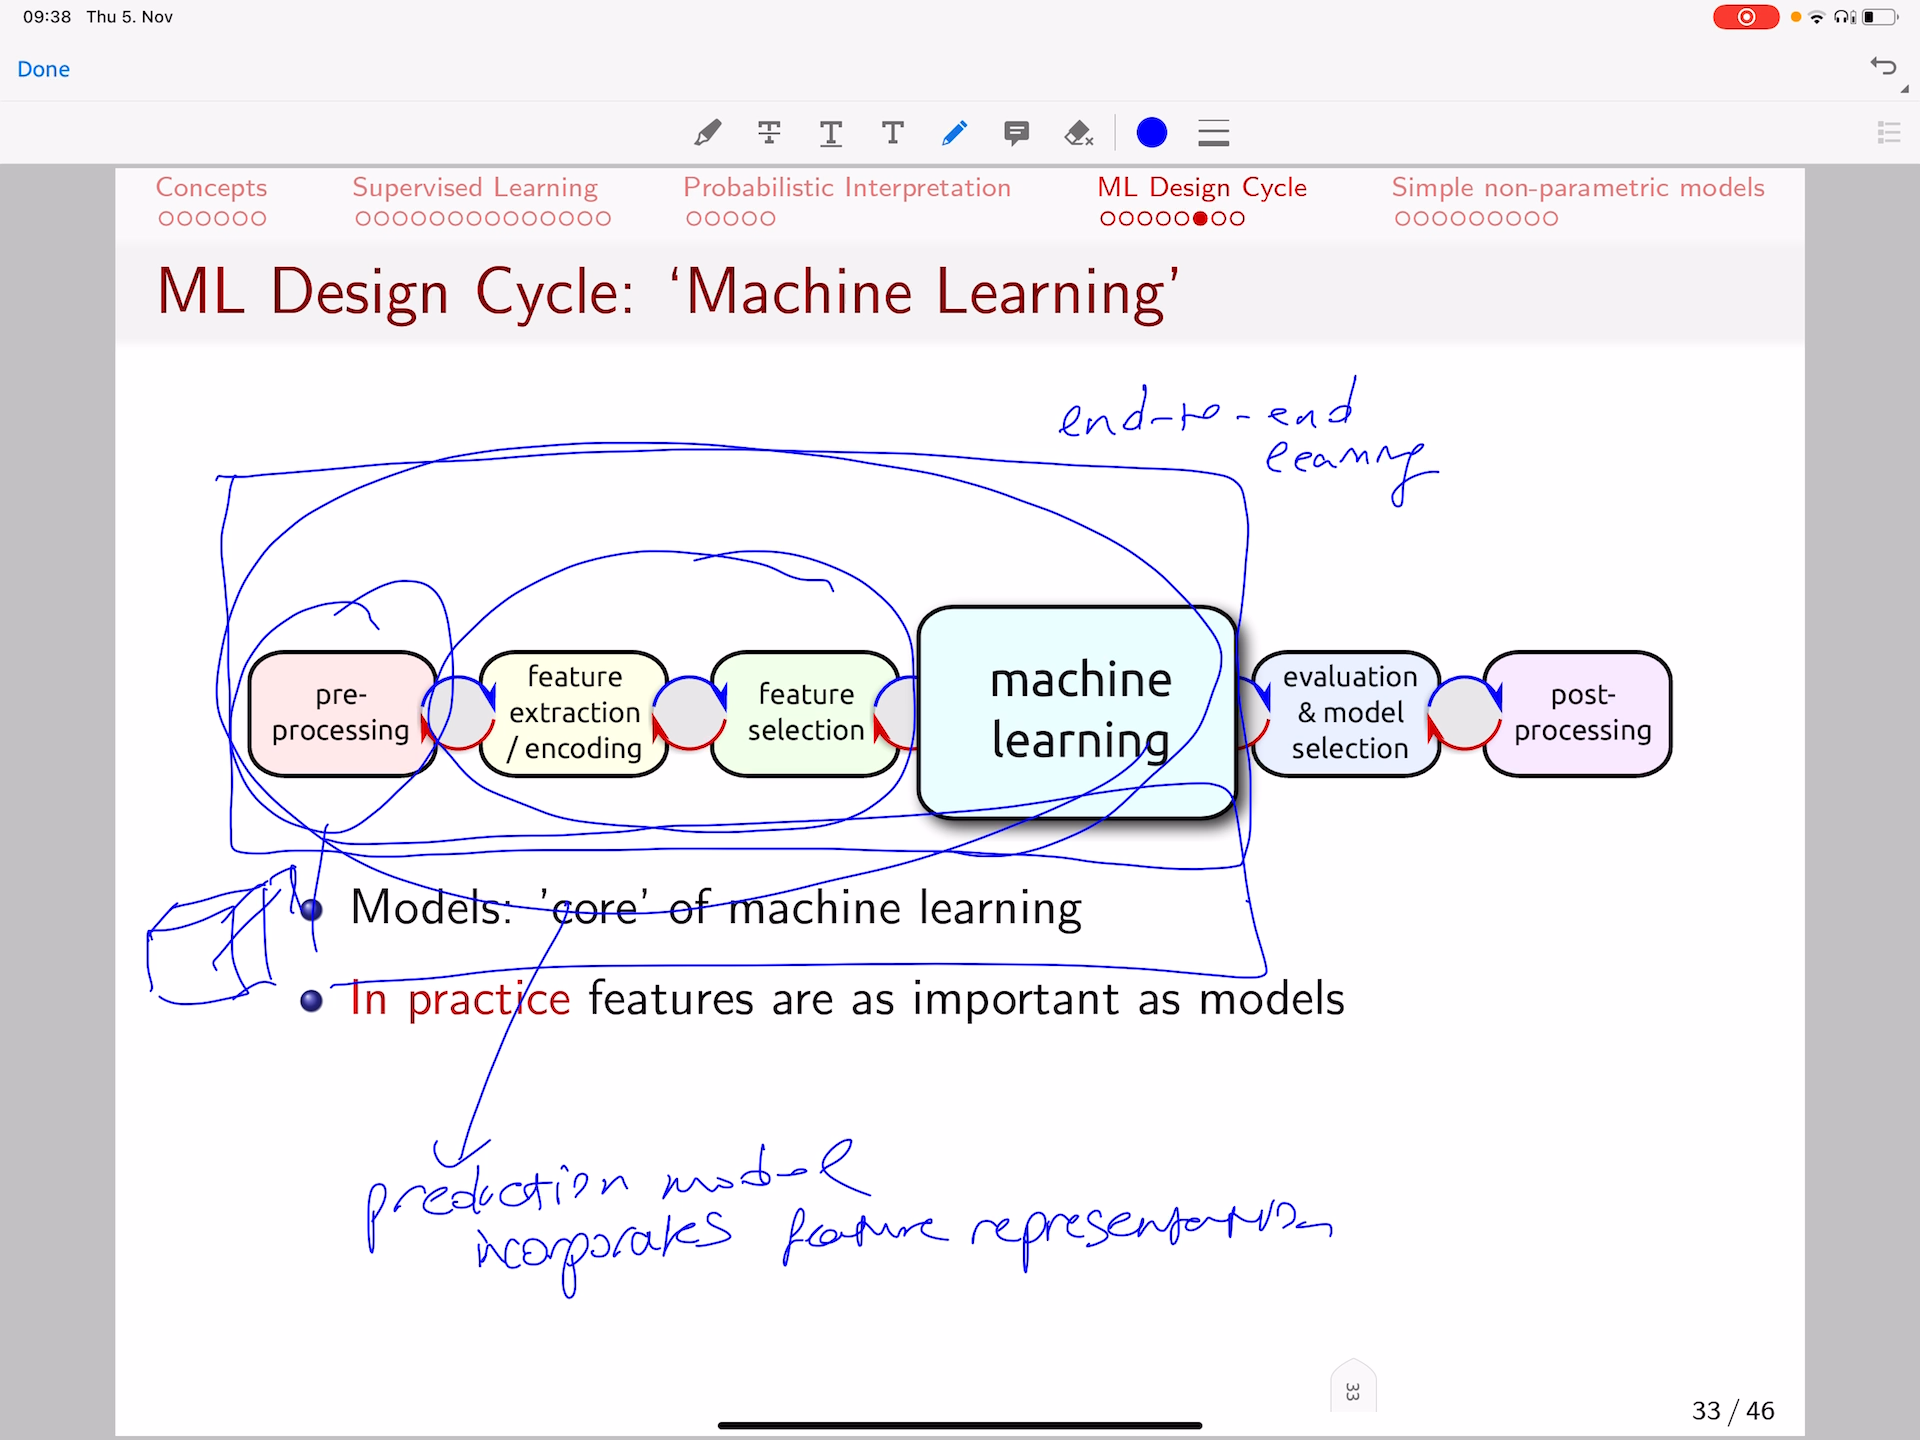 09:38 Thu 5. Nov
Done
Concepts Supervised Learning Probabilistic Interpretation ML Design Cycle Simple non-parametric models
ML Design Cycle: ‘Machine Learning’
end-to-end
learning
pre-
processing
feature
extraction
/ encoding
feature
selection
machine
learning
evaluation
& model
selection
post-
processing
Models: 'core' of machine learning
In practice features are as important as models
prediction model
incorporates feature representation
33
33 / 46